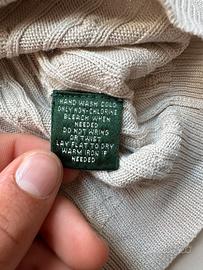 HAND WASH COLD
ONLY NON-CHLORINE
BLEACH WHEN
NEEDED
DO NOT WRING
OR TWIST
LAY FLAT TO DRY
WARM IRON IF
NEEDED